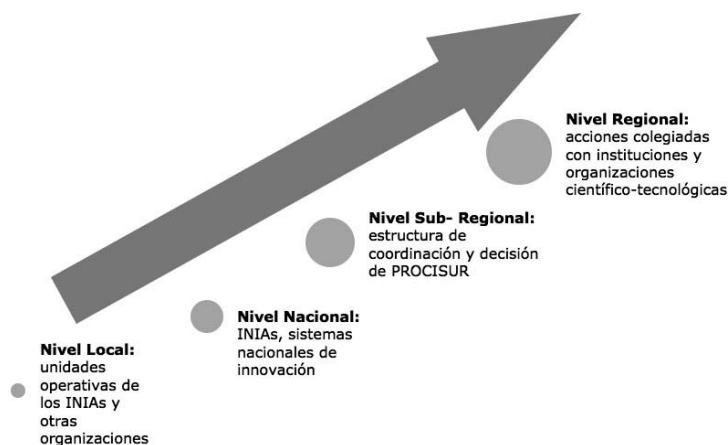 Nivel Regional:
acciones colegiadas
con instituciones y
organizaciones
científico-tecnológicas
Nivel Sub- Regional:
estructura de
coordinación y decisión
de PROCISUR
Nivel Nacional:
INIAs, sistemas
nacionales de
innovación
Nivel Local:
unidades
operativas de
los INIAs y
otras
organizaciones